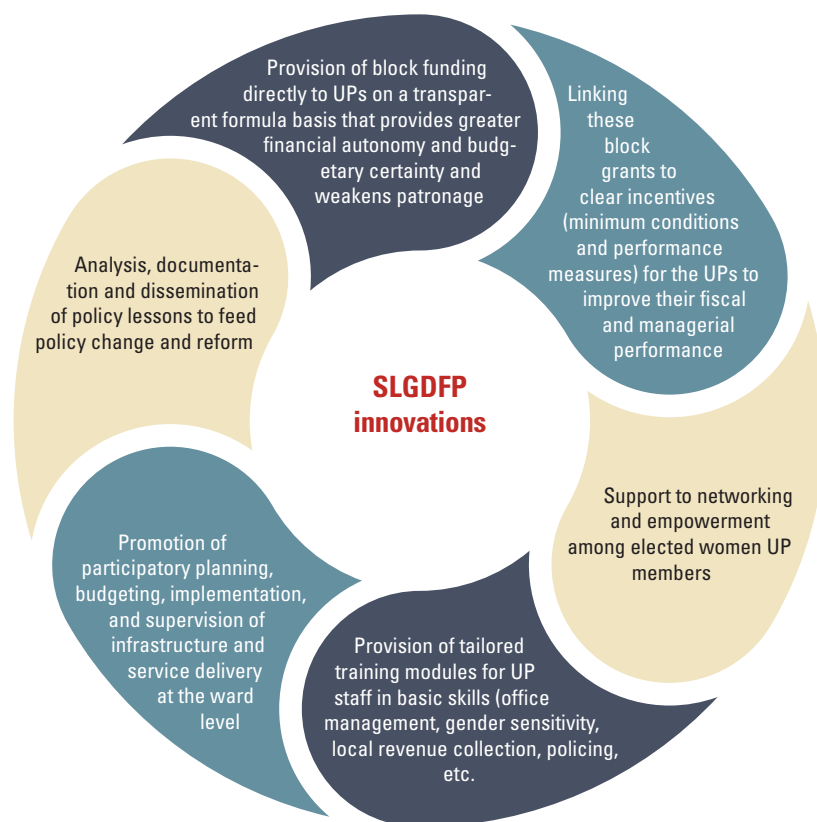 Provision of block funding
directly to UPs on a transpar-
ent formula basis that provides greater
financial autonomy and budg-
etary certainty and
weakens patronage
Linking
these
block
grants to
clear incentives
(minimum conditions
and performance
measures) for the UPs to
improve their fiscal
and managerial
performance
Support to networking
and empowerment
among elected women UP
members
Provision of tailored
training modules for UP
staff in basic skills (office
management, gender sensitivity,
local revenue collection, policing,
etc.
Promotion of
participatory planning,
budgeting, implementation,
and supervision of
infrastructure and
service delivery
at the ward
level
Analysis, documenta-
tion and dissemination
of policy lessons to feed
policy change and reform
SLGDFP
innovations